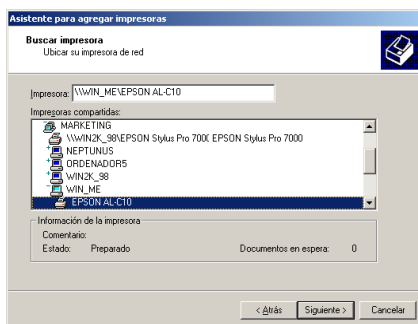 Asistente para agregar impresoras
Buscar impresora
Ubicar su impresora de red
Impresora: \\WIN_ME\EPSON AL-C10
Impresoras compartidas:
MARKETING
\\WIN2K_98\EPSON Stylus Pro 700( EPSON Stylus Pro 7000
NEPTUNUS
ORDENADOR5
WIN2K_98
WIN_ME
EPSON AL-C10
Información de la impresora
Comentario:
Estado: Preparado Documentos en espera: 0
< Atrás Siguiente > Cancelar